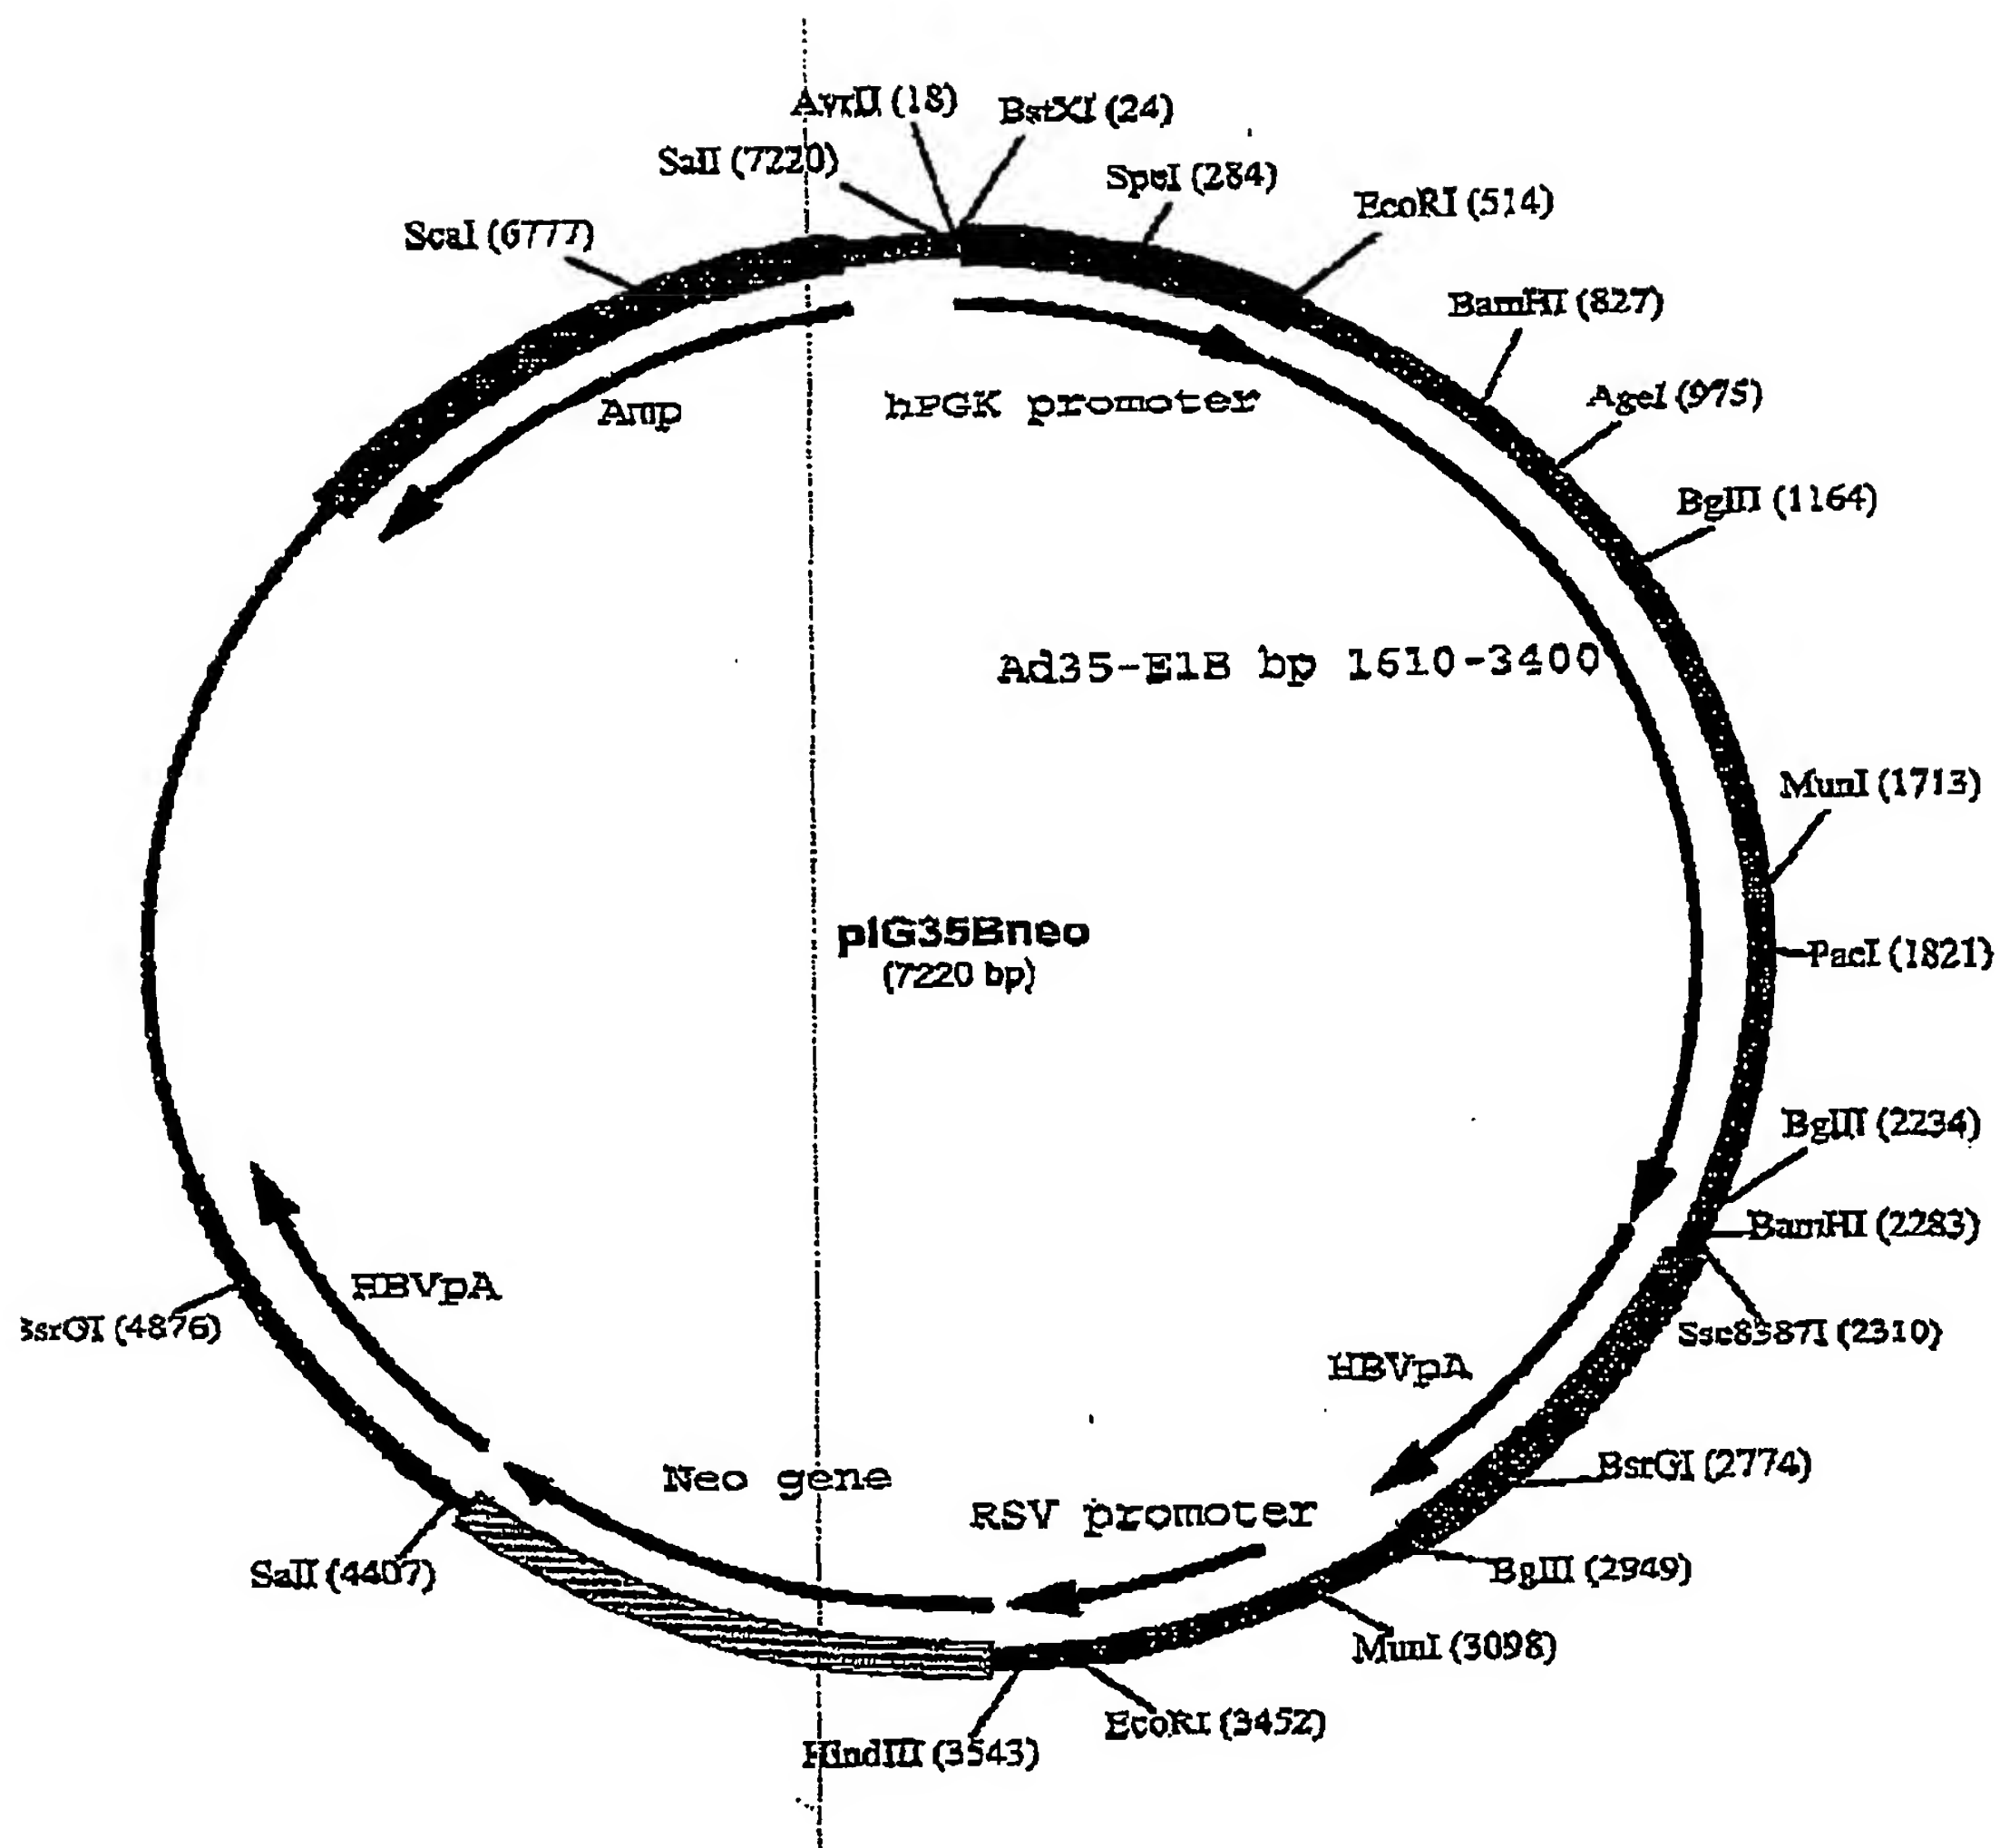 AvrII (18)
BstXI (24)
SalI (7220)
SpeI (284)
EcoRI (514)
ScaI (6777)
BamHI (827)
AgeI (975)
Amp
hPGK promoter
BglII (1164)
Ad35-E1B bp 1610-3400
MunI (1713)
pIG35Bneo
(7220 bp)
PacI (1821)
BglII (2234)
BamHI (2283)
HBVpA
BsrGI (4876)
Sse8387I (2310)
HBVpA
BsrGI (2774)
Neo gene
RSV promoter
SalI (4407)
BglII (2949)
MunI (3098)
EcoRI (3452)
HindIII (3543)